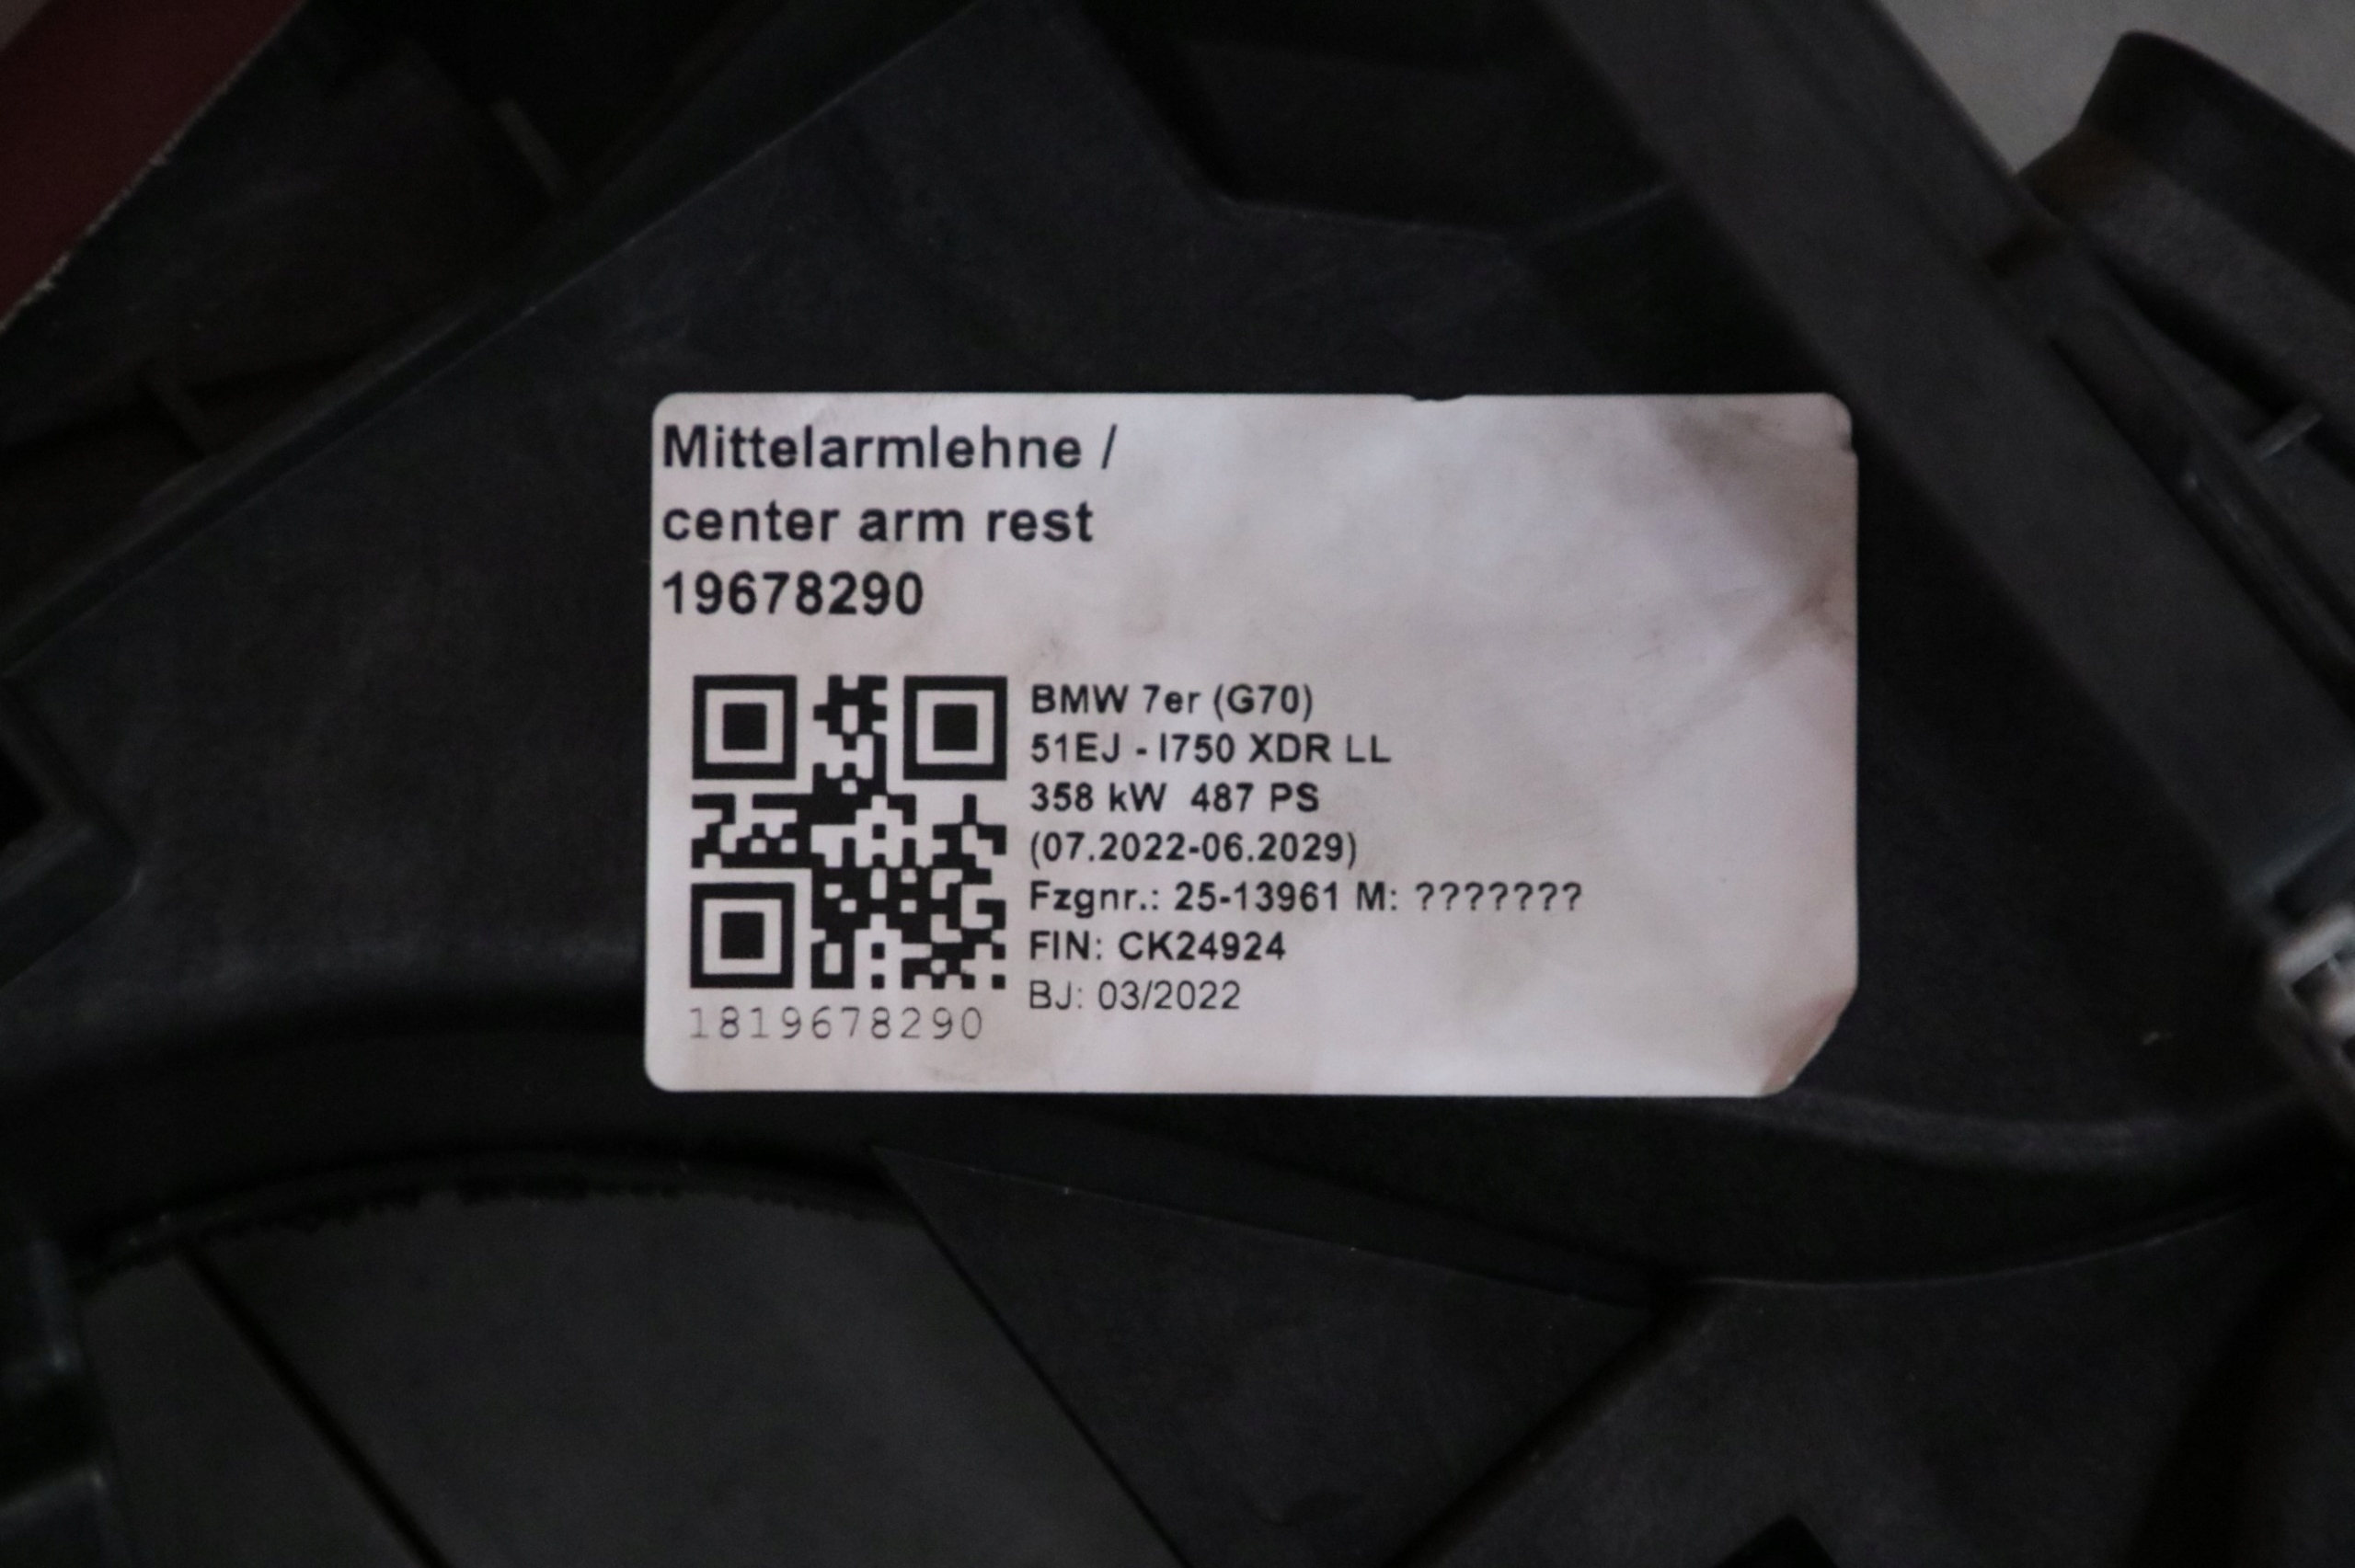 Mittelarmlehne /
center arm rest
19678290
BMW 7er (G70)
51EJ - I750 XDR LL
358 kW  487 PS
(07.2022-06.2029)
Fzgnr.: 25-13961 M: ???????
FIN: CK24924
BJ: 03/2022
1819678290